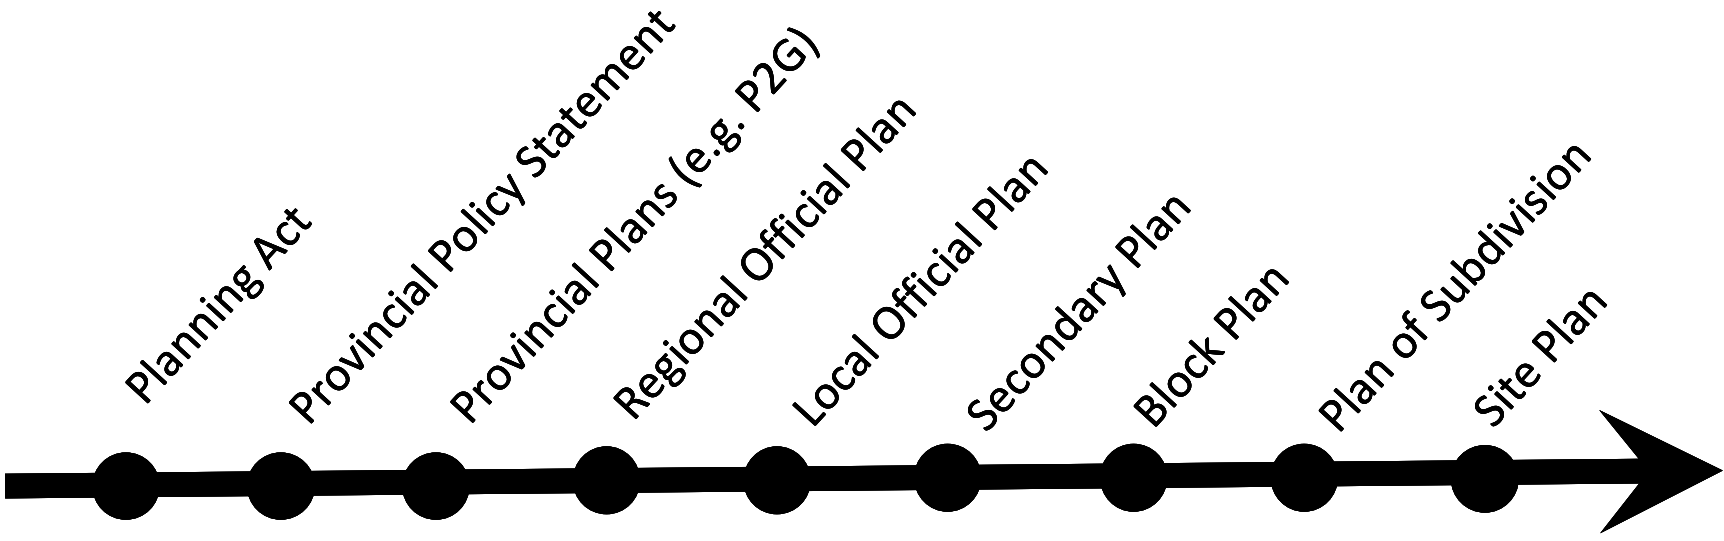 Planning Act
Provincial Policy Statement
Provincial Plans (e.g. P2G)
Regional Official Plan
Local Official Plan
Secondary Plan
Block Plan
Plan of Subdivision
Site Plan